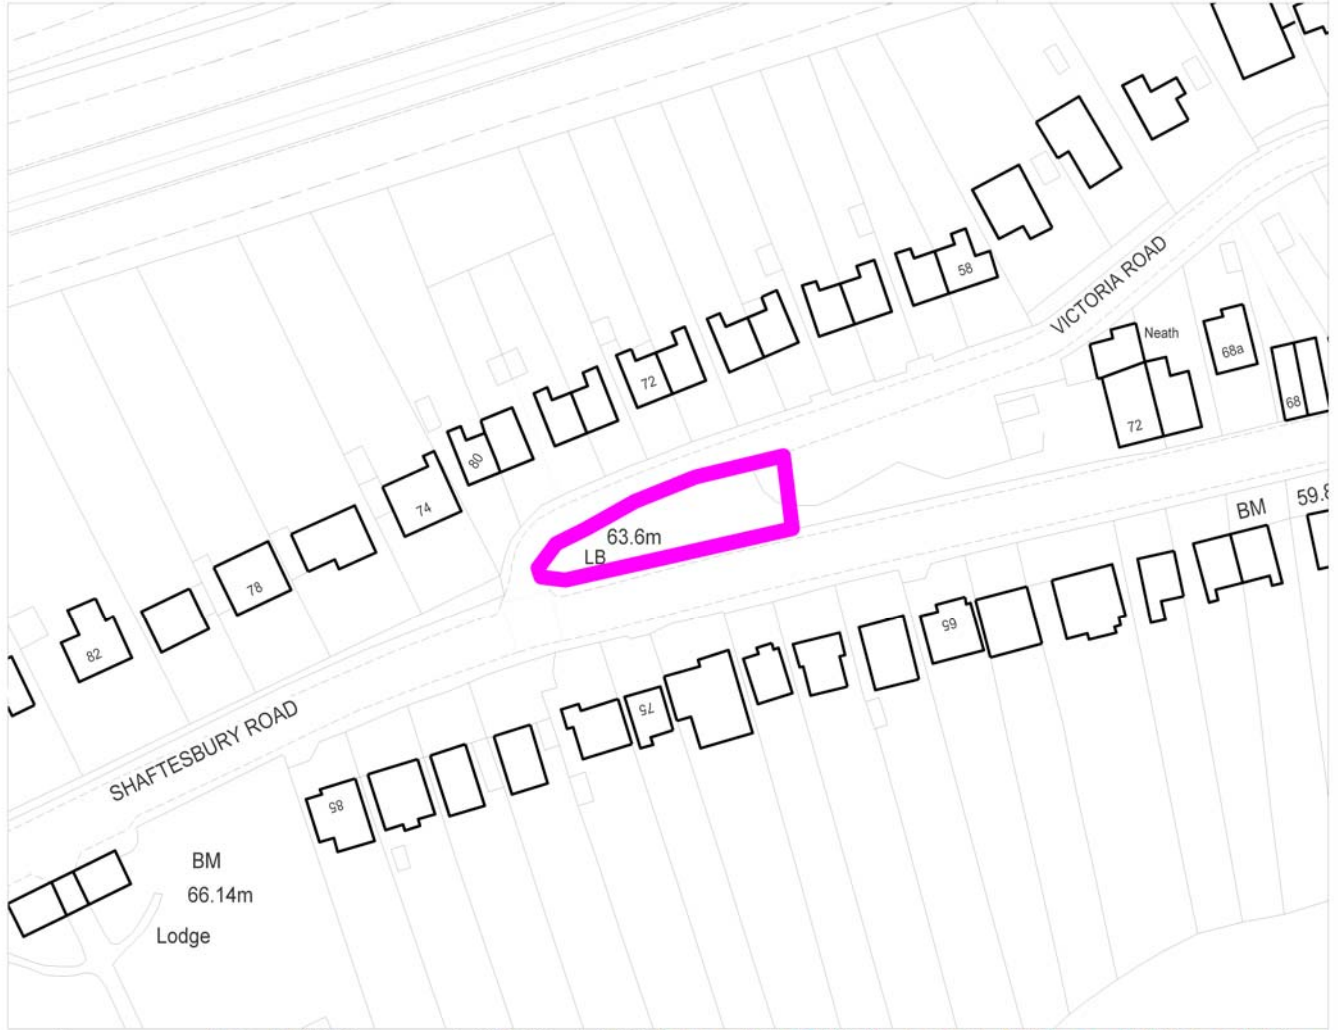 58
VICTORIA ROAD
Neath
68a
68
72
72
80
74
78
82
63.6m
LB
BM
59.8
65
75
85
SHAFTESBURY ROAD
BM
66.14m
Lodge